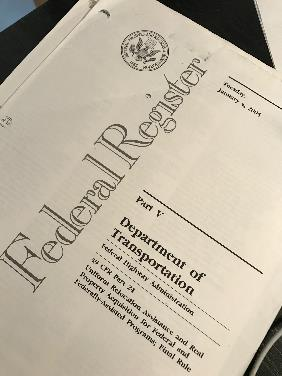 Federal Register
Tuesday,
January 4, 2005
Part V
Department of
Transportation
Federal Highway Administration
49 CFR Part 24
Uniform Relocation Assistance and Real
Property Acquisition for Federal and
Federally-Assisted Programs; Final Rule